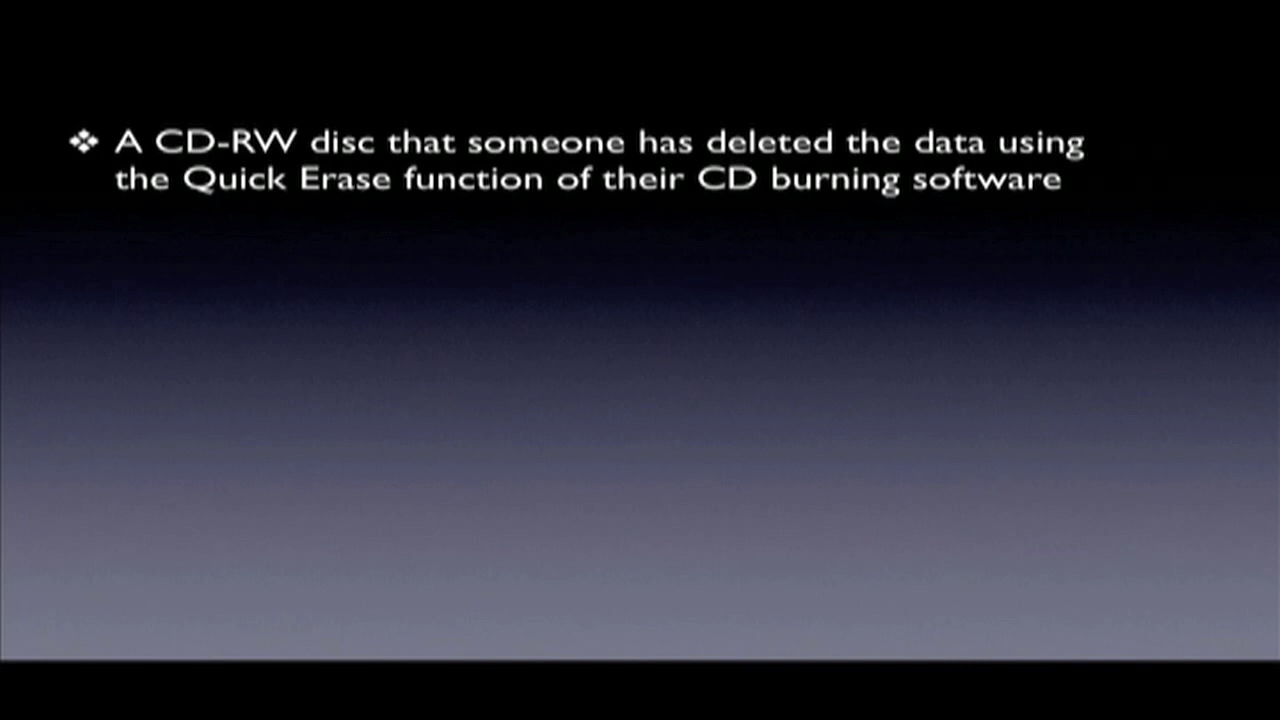 ❖ A CD-RW disc that someone has deleted the data using
the Quick Erase function of their CD burning software